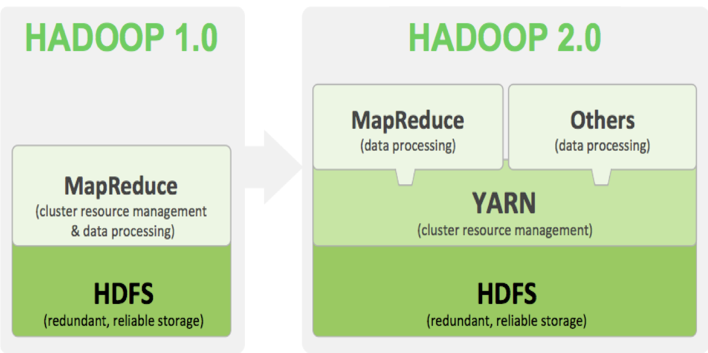 HADOOP 1.0
MapReduce
(cluster resource management
& data processing)
HDFS
(redundant, reliable storage)
HADOOP 2.0
MapReduce
(data processing)
Others
(data processing)
YARN
(cluster resource management)
HDFS
(redundant, reliable storage)